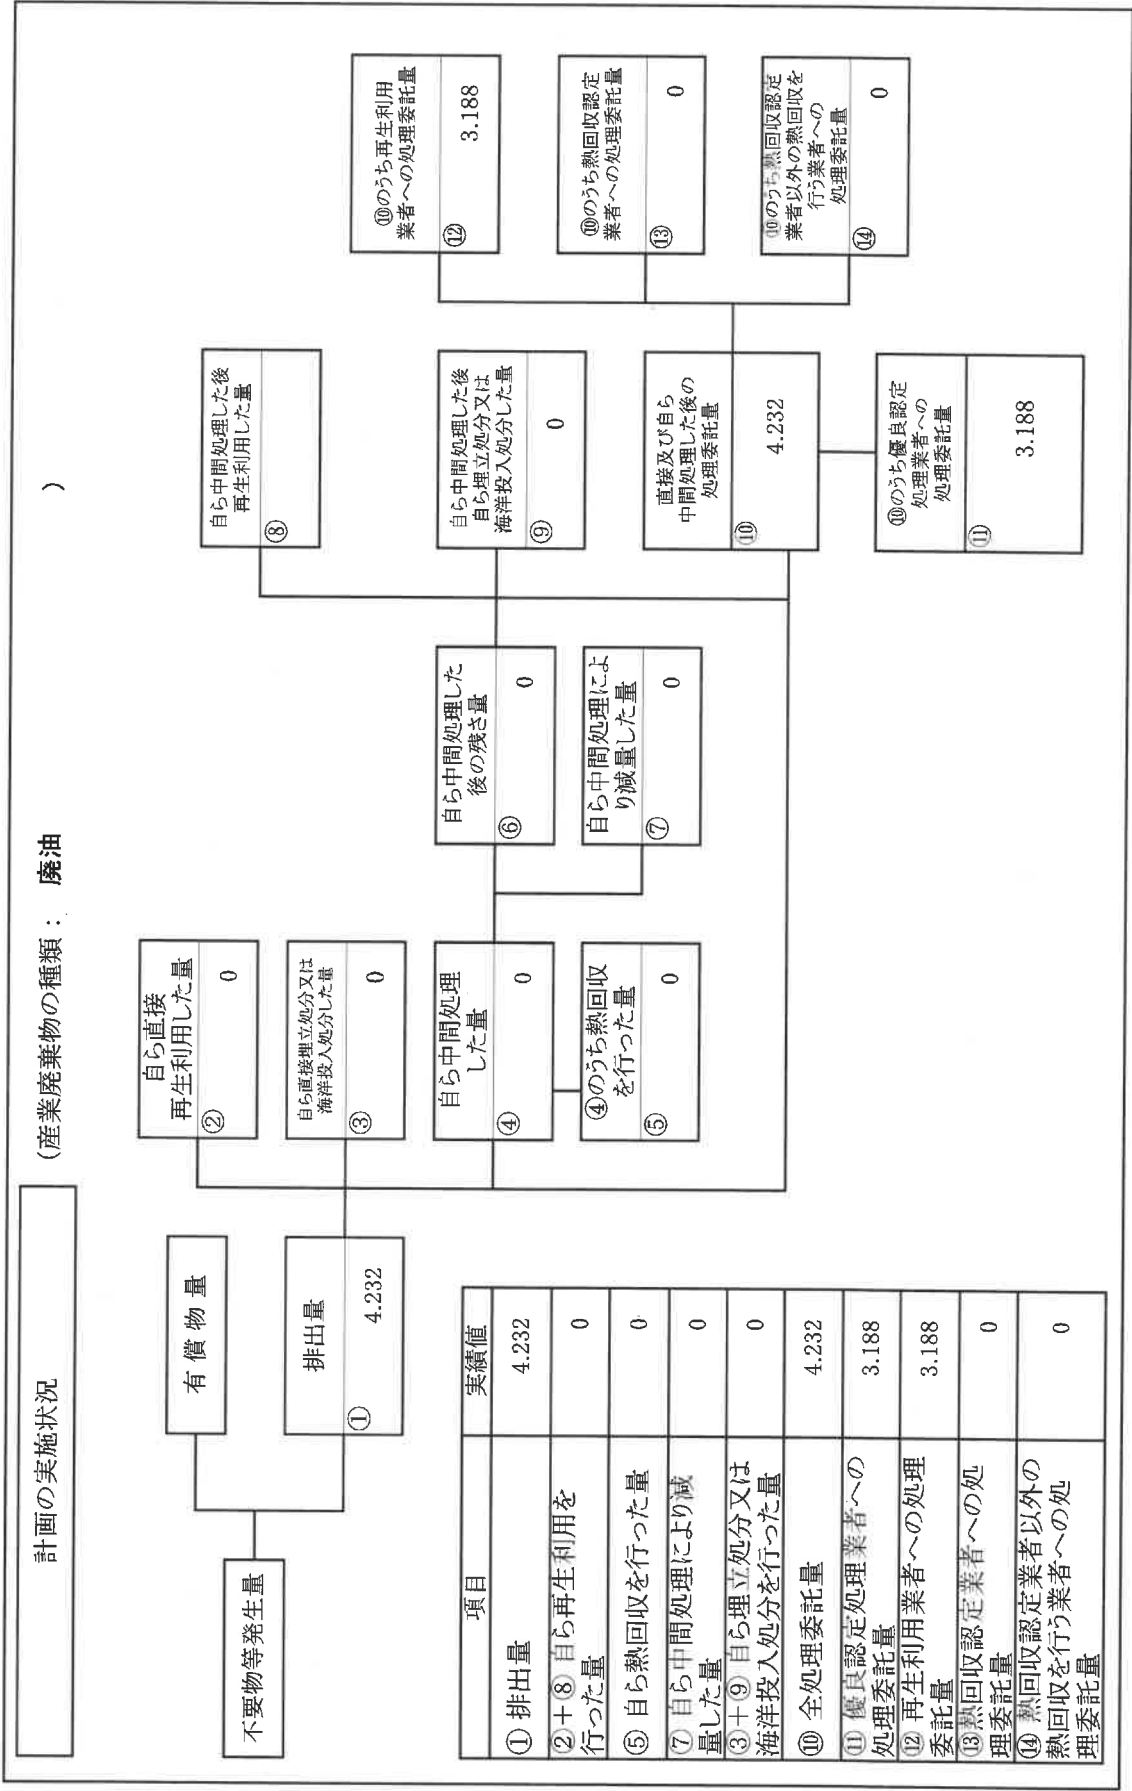 計画の実施状況
(産業廃棄物の種類： 廃油 )
不要物等発生量
有償物量
排出量
①
4.232
自ら直接
再生利用した量
②
0
自ら直接埋立処分又は
海洋投入処分した量
③
0
自ら中間処理
した量
④
0
④のうち熱回収
を行った量
⑤
0
自ら中間処理した
後の残さ量
⑥
0
自ら中間処理によ
り減量した量
⑦
0
自ら中間処理した後
再生利用した量
⑧
自ら中間処理した後
自ら埋立処分又は
海洋投入処分した量
⑨
0
直接及び自ら
中間処理した後の
処理委託量
⑩
4.232
⑩のうち優良認定
処理業者への
処理委託量
⑪
3.188
⑩のうち再生利用
業者への処理委託量
⑫
3.188
⑩のうち熱回収認定
業者への処理委託量
⑬
0
⑩のうち熱回収認定
業者以外の熱回収を
行う業者への
処理委託量
⑭
0
項目 実績値
①排出量 4.232
②＋⑧ 自ら再生利用を
行った量 0
⑤ 自ら熱回収を行った量 0
⑦ 自ら中間処理により減
量した量 0
③＋⑨ 自ら埋立処分又は
海洋投入処分を行った量 0
⑩ 全処理委託量 4.232
⑪ 優良認定処理業者への
処理委託量 3.188
⑫ 再生利用業者への処理
委託量 3.188
⑬熱回収認定業者への処
理委託量 0
⑭ 熱回収認定業者以外の
熱回収を行う業者への処
理委託量 0